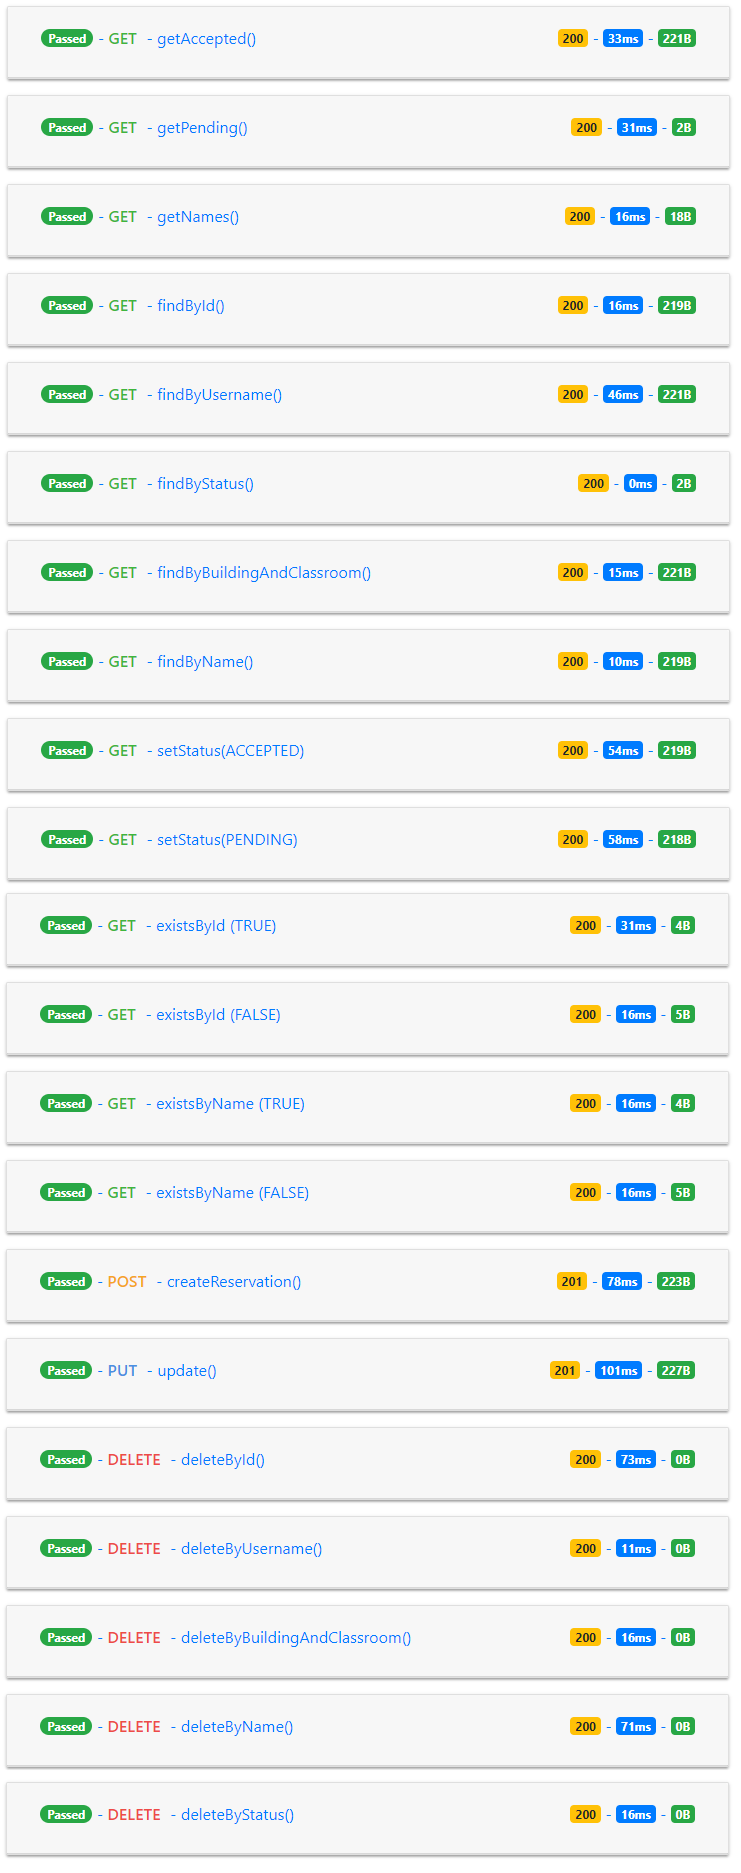 Passed - GET - getAccepted() 200 - 33ms - 221B
Passed - GET - getPending() 200 - 31ms - 2B
Passed - GET - getNames() 200 - 16ms - 18B
Passed - GET - findById() 200 - 16ms - 219B
Passed - GET - findByUsername() 200 - 46ms - 221B
Passed - GET - findByStatus() 200 - 0ms - 2B
Passed - GET - findByBuildingAndClassroom() 200 - 15ms - 221B
Passed - GET - findByName() 200 - 10ms - 219B
Passed - GET - setStatus(ACCEPTED) 200 - 54ms - 219B
Passed - GET - setStatus(PENDING) 200 - 58ms - 218B
Passed - GET - existsById (TRUE) 200 - 31ms - 4B
Passed - GET - existsById (FALSE) 200 - 16ms - 5B
Passed - GET - existsByName (TRUE) 200 - 16ms - 4B
Passed - GET - existsByName (FALSE) 200 - 16ms - 5B
Passed - POST - createReservation() 201 - 78ms - 223B
Passed - PUT - update() 201 - 101ms - 227B
Passed - DELETE - deleteById() 200 - 73ms - 0B
Passed - DELETE - deleteByUsername() 200 - 11ms - 0B
Passed - DELETE - deleteByBuildingAndClassroom() 200 - 16ms - 0B
Passed - DELETE - deleteByName() 200 - 71ms - 0B
Passed - DELETE - deleteByStatus() 200 - 16ms - 0B